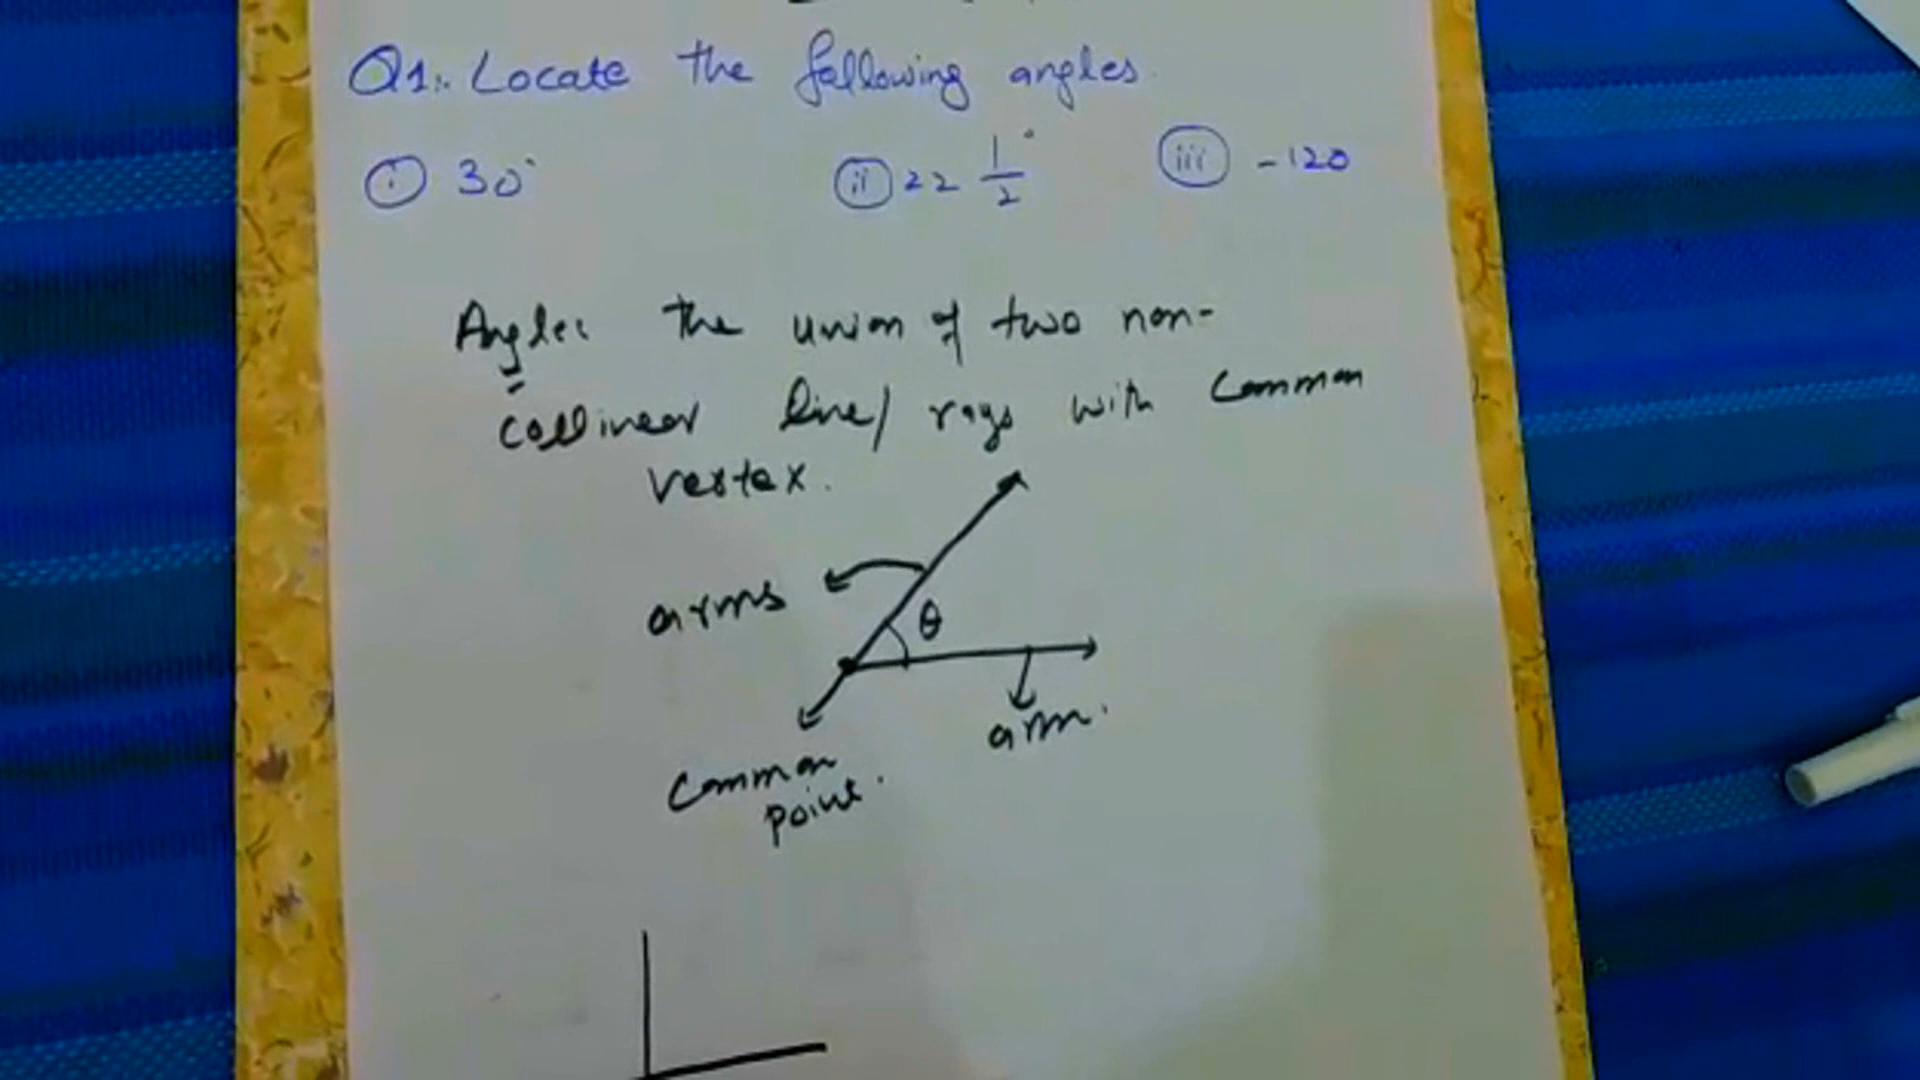 Q1:. Locate the following angles.
(i) 30° (ii) 22 1/2° (iii) -120
Angle: the union of two non-
collinear line/ rays with common
vertex.
arms
θ
arm.
Common
point.